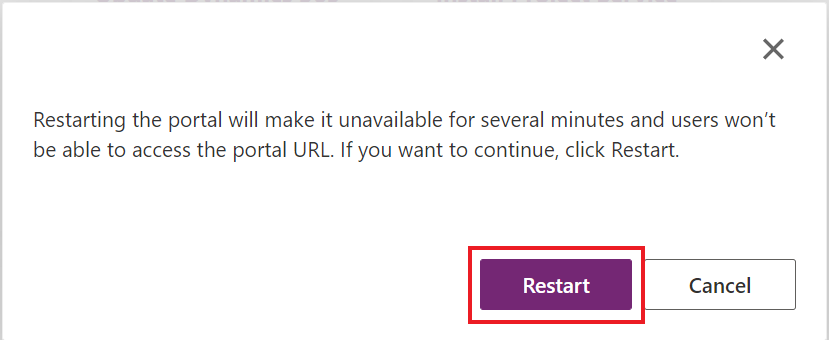 Restarting the portal will make it unavailable for several minutes and users won’t
be able to access the portal URL. If you want to continue, click Restart.
Restart
Cancel